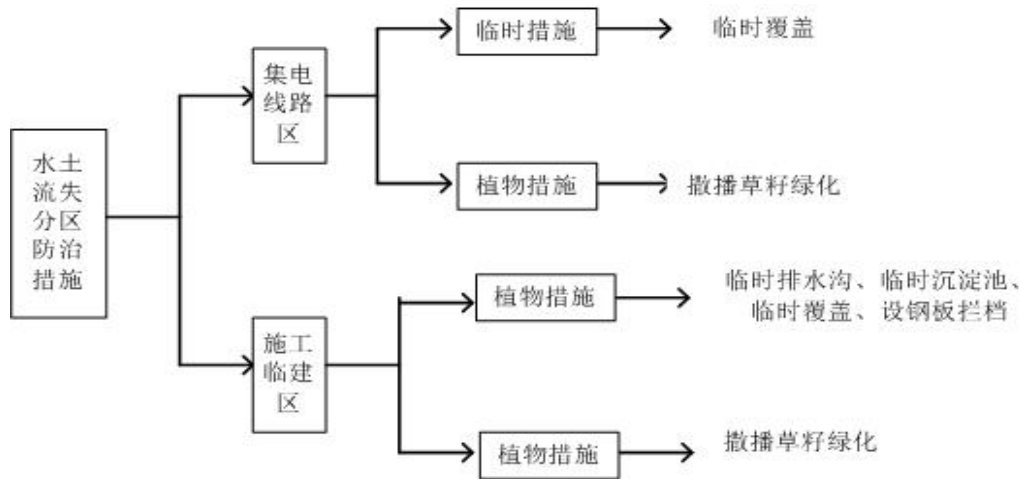 水土
流失
分区
防治
措施
集电
线路
区
临时措施
临时覆盖
植物措施
撒播草籽绿化
施工
临建
区
植物措施
临时排水沟、临时沉淀池、
临时覆盖、设钢板拦档
植物措施
撒播草籽绿化